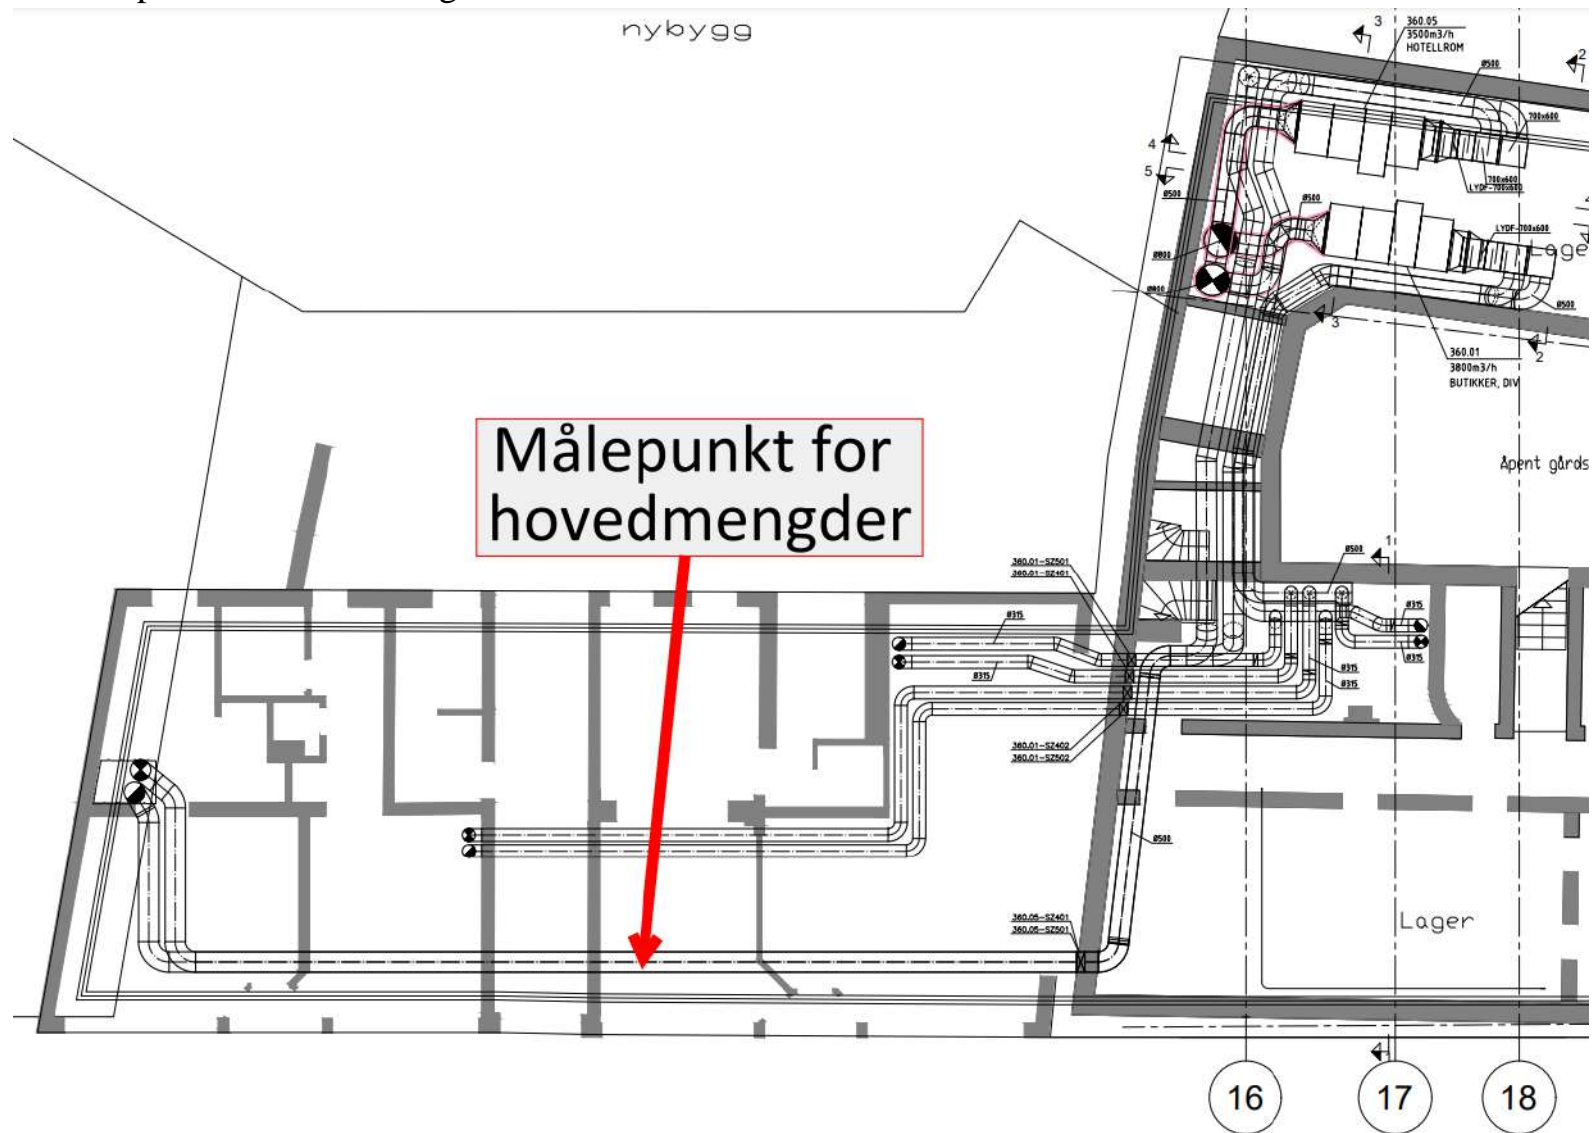 nybygg
3
360.05
3500m3/h
HOTELLROM
2
Ø500
700x600
4
5
700x600
LYDF-700x600
Ø500
Ø500
LYDF-700x600
Lage
Ø800
Ø800
Ø500
3
2
360.01
3800m3/h
BUTIKKER, DIV
Målepunkt for
hovedmengder
Åpent gårds
Ø500
1
360.01-SZ501
360.01-SZ401
Ø315
Ø315
Ø315
Ø315
Ø315
Ø315
360.01-SZ402
360.01-SZ502
Ø500
360.05-SZ401
360.05-SZ501
Lager
1
16
17
18